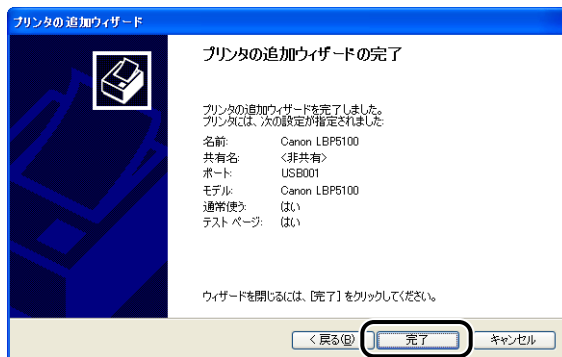 プリンタの追加ウィザード
プリンタの追加ウィザードの完了
プリンタの追加ウィザードを完了しました。
プリンタには、次の設定が指定されました:
名前: Canon LBP5100
共有名: <非共有>
ポート: USB001
モデル: Canon LBP5100
通常使う: はい
テスト ページ: はい
ウィザードを閉じるには、[完了] をクリックしてください。
< 戻る(B) 完了 キャンセル